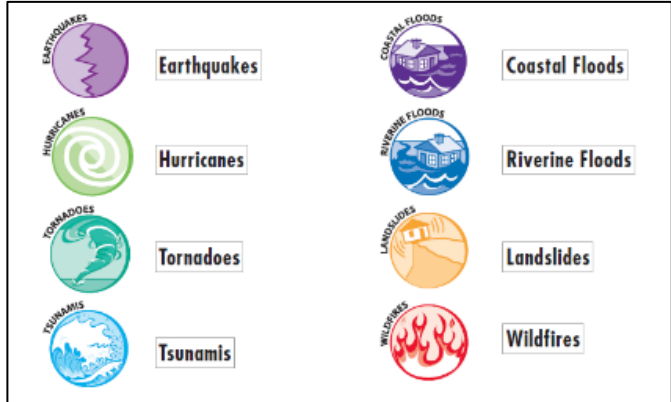 EARTHQUAKES
Earthquakes
COASTAL FLOODS
Coastal Floods
HURRICANES
Hurricanes
RIVERINE FLOODS
Riverine Floods
TORNADOES
Tornadoes
LANDSLIDES
Landslides
TSUNAMIS
Tsunamis
WILDFIRES
Wildfires